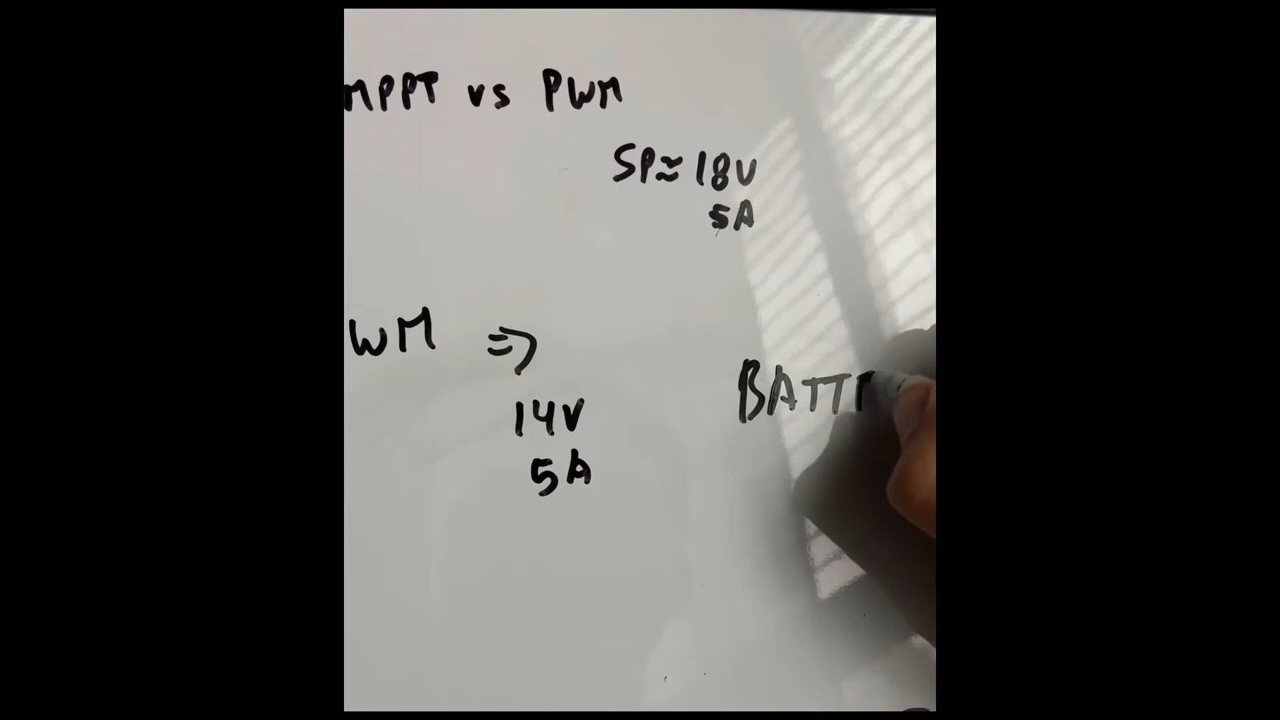 MPPT vs PWM
SP≈ 18V
5A
WM ⇒
14V
5A
BATT